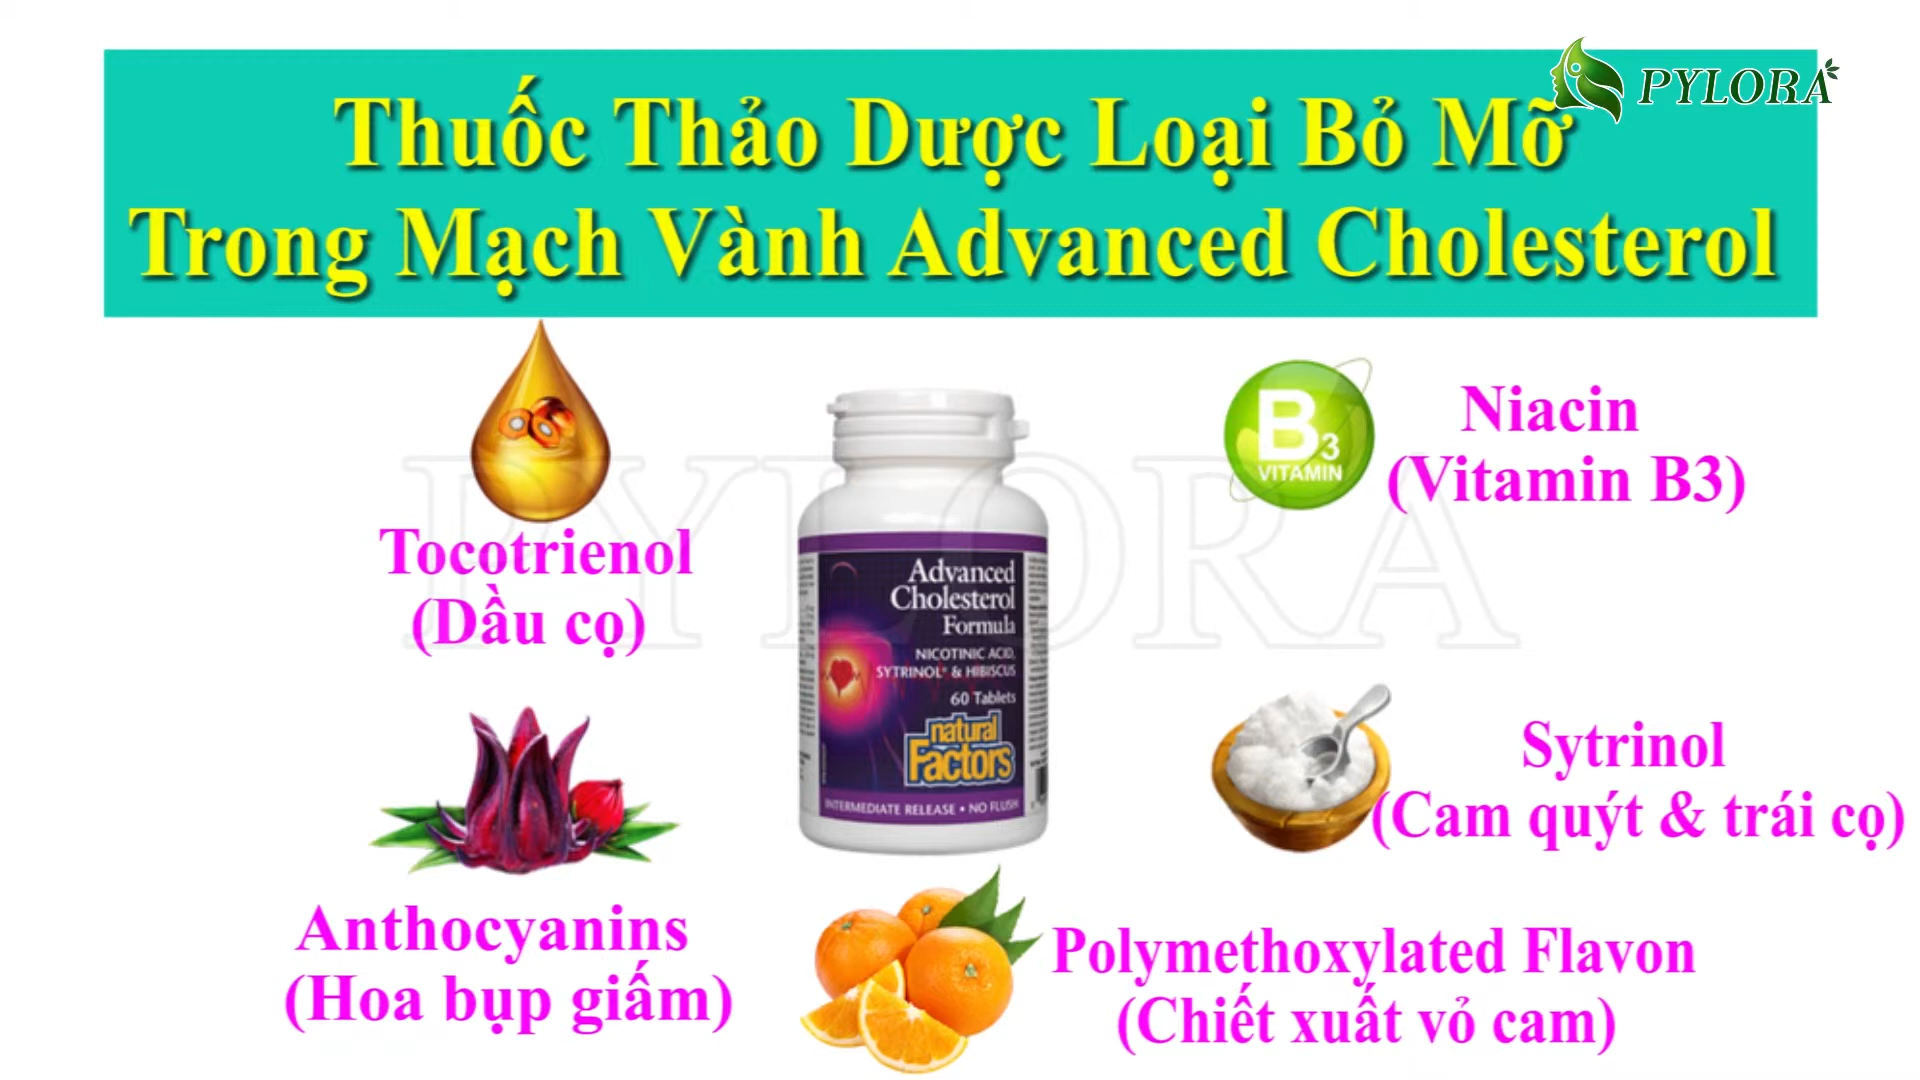 PYLORA
Thuốc Thảo Dược Loại Bỏ Mỡ
Trong Mạch Vành Advanced Cholesterol
B3
VITAMIN
Niacin
(Vitamin B3)
Tocotrienol
(Dầu cọ)
PYLORA
Advanced
Cholesterol
Formula
NICOTINIC ACID,
SYTRINOL® & HIBISCUS
60 Tablets
natural
Factors
INTERMEDIATE RELEASE • NO FLUSH
Sytrinol
(Cam quýt & trái cọ)
Anthocyanins
(Hoa bụp giấm)
Polymethoxylated Flavon
(Chiết xuất vỏ cam)